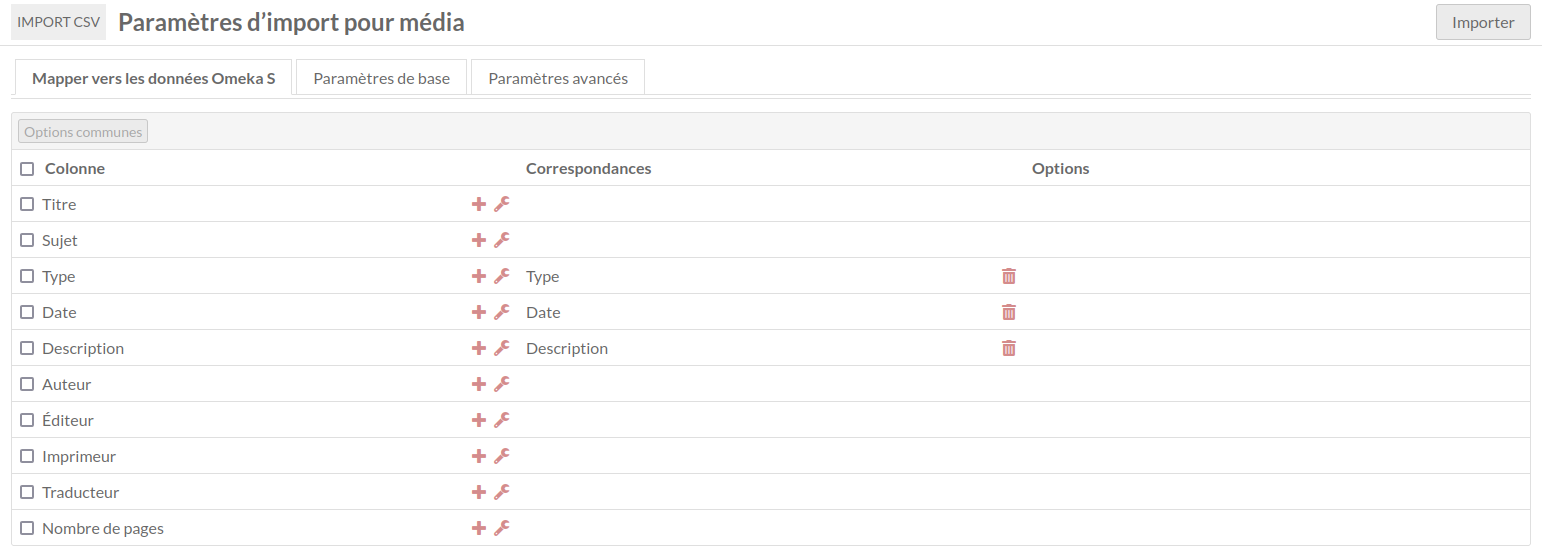 IMPORT CSV Paramètres d’import pour média Importer
Mapper vers les données Omeka S Paramètres de base Paramètres avancés
Options communes
Colonne Correspondances Options
Titre
Sujet
Type Type
Date Date
Description Description
Auteur
Éditeur
Imprimeur
Traducteur
Nombre de pages